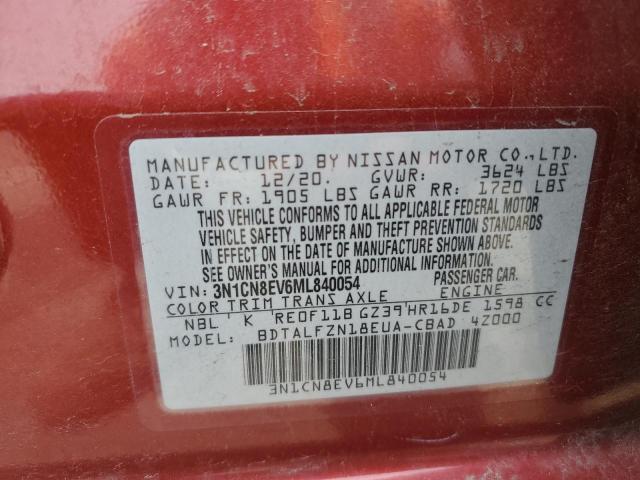 MANUFACTURED BY NISSAN MOTOR CO.,LTD.
DATE: 12/20. GVWR: 3624 LBS
GAWR FR: 1905 LBS GAWR RR: 1720 LBS
THIS VEHICLE CONFORMS TO ALL APPLICABLE FEDERAL MOTOR
VEHICLE SAFETY, BUMPER AND THEFT PREVENTION STANDARDS
IN EFFECT ON THE DATE OF MANUFACTURE SHOWN ABOVE.
SEE OWNER'S MANUAL FOR ADDITIONAL INFORMATION.
VIN: 3N1CN8EV6ML840054 PASSENGER CAR.
COLOR TRIM TRANS AXLE ENGINE
NBL K RE0F11B GZ39 HR16DE 1598 CC
MODEL: BDTALFZN18EUA-CBAD 4Z000
3N1CN8EV6ML840054